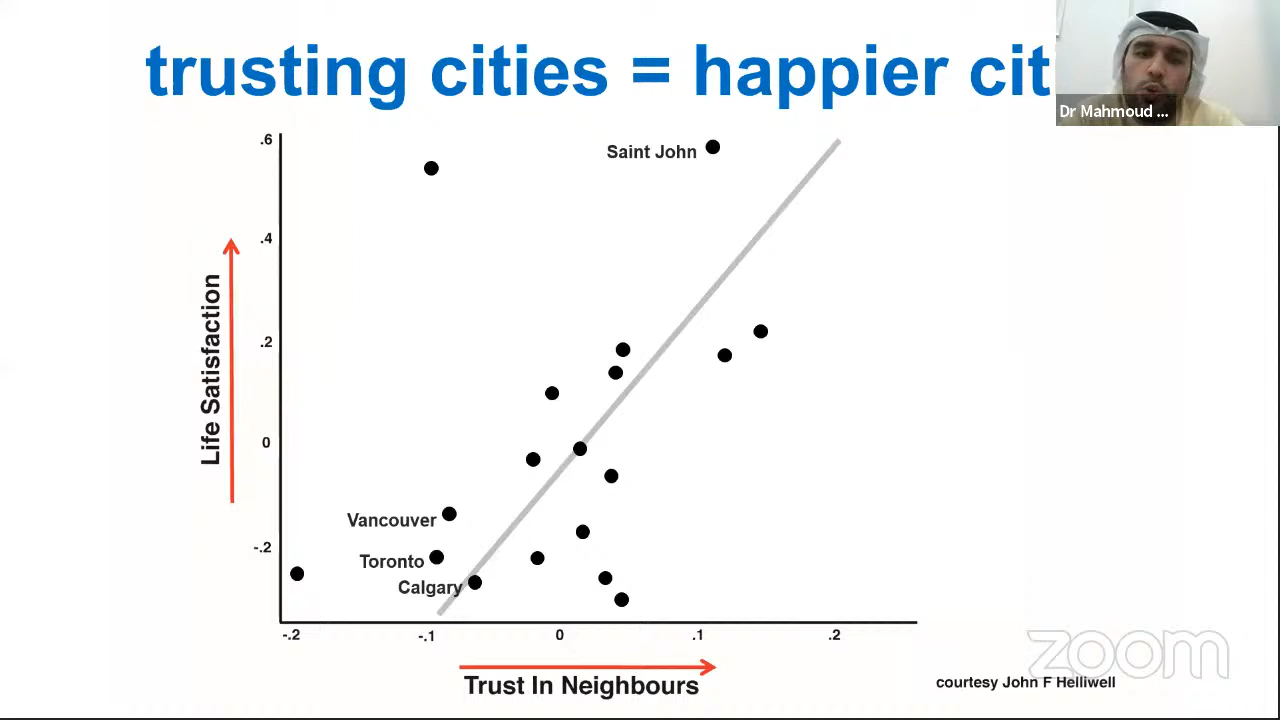 trusting cities = happier cit
Dr Mahmoud ...
.6
Saint John
.4
Life Satisfaction
.2
0
Vancouver
-.2
Toronto
Calgary
-.2
-.1
0
.1
.2
Trust In Neighbours
zoom
courtesy John F Helliwell